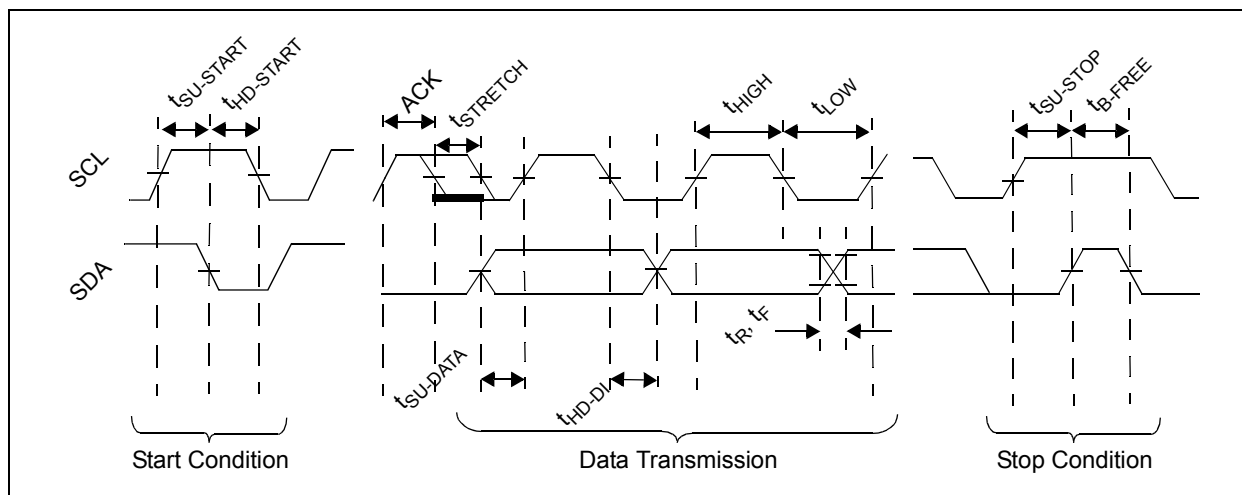 tSU-START
tHD-START
ACK
tSTRETCH
tHIGH
tLOW
tSU-STOP
tB-FREE
SCL
SDA
tR, tF
tSU-DATA
tHD-DI
Start Condition
Data Transmission
Stop Condition